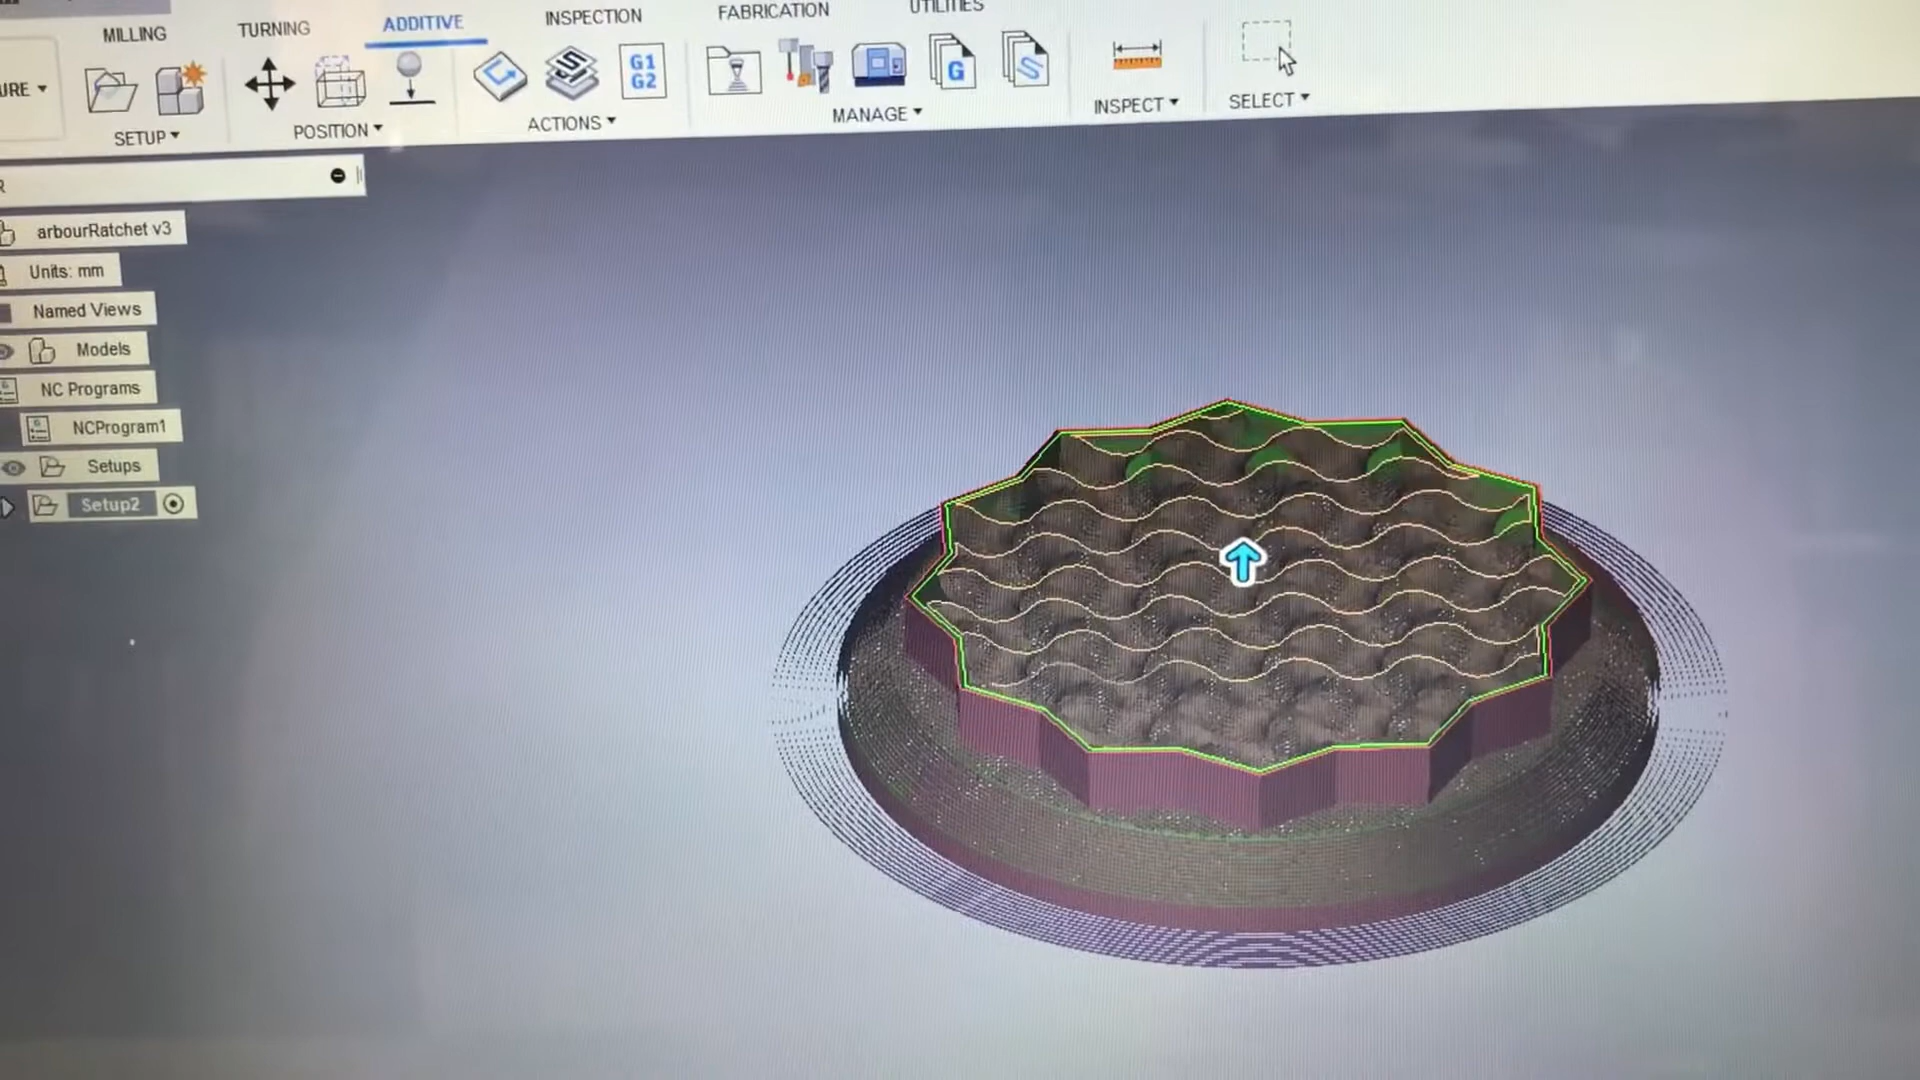 MILLING
TURNING
ADDITIVE
INSPECTION
FABRICATION
UTILITIES
URE
G1
G2
G
SETUP
POSITION
ACTIONS
MANAGE
INSPECT
SELECT
R
arbourRatchet v3
Units: mm
Named Views
Models
NC Programs
NCProgram1
Setups
Setup2